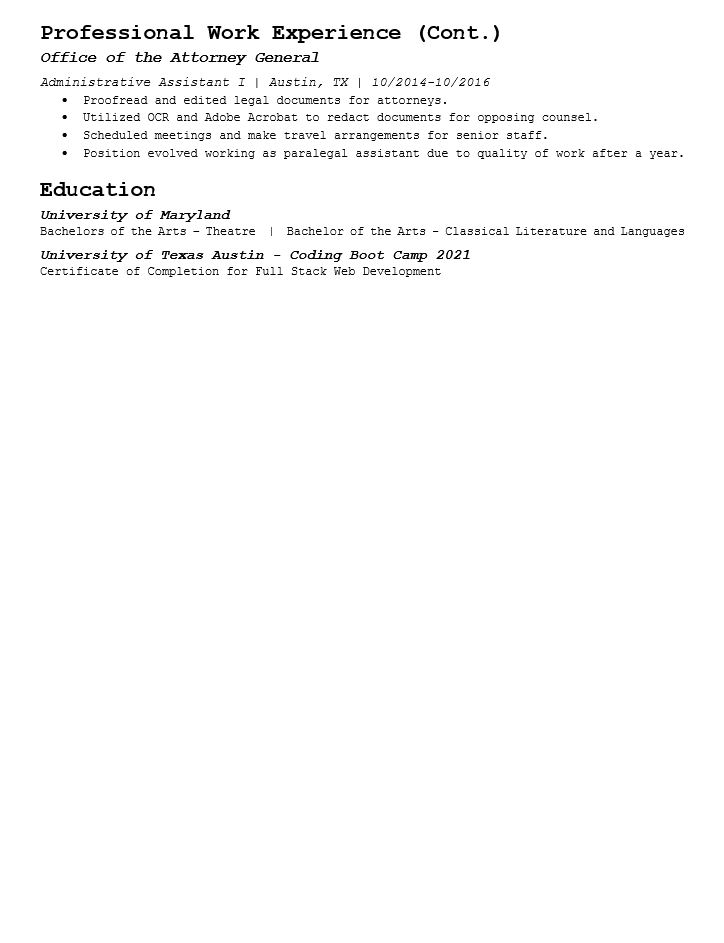 Professional Work Experience (Cont.)
Office of the Attorney General
Administrative Assistant I | Austin, TX | 10/2014-10/2016
• Proofread and edited legal documents for attorneys.
• Utilized OCR and Adobe Acrobat to redact documents for opposing counsel.
• Scheduled meetings and make travel arrangements for senior staff.
• Position evolved working as paralegal assistant due to quality of work after a year.
Education
University of Maryland
Bachelors of the Arts – Theatre | Bachelor of the Arts – Classical Literature and Languages
University of Texas Austin – Coding Boot Camp 2021
Certificate of Completion for Full Stack Web Development